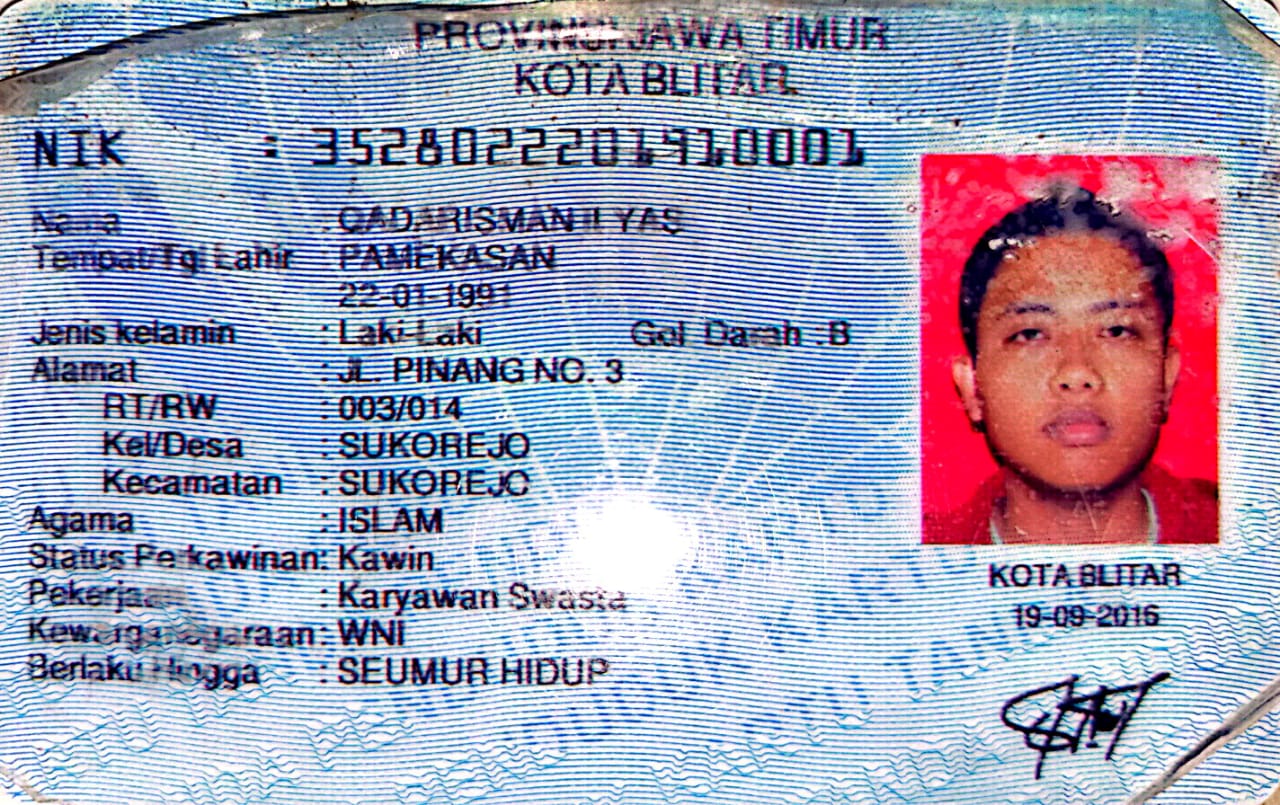 PROVINSI JAWA TIMUR
KOTA BLITAR
NIK : 3528022201910001
Nama : QADARISMAN ILYAS
Tempat/Tgl Lahir : PAMEKASAN
22-01-1991
Jenis kelamin : Laki-Laki Gol Darah : B
Alamat : JL. PINANG NO. 3
RT/RW : 003/014
Kel/Desa : SUKOREJO
Kecamatan : SUKOREJO
Agama : ISLAM
Status Perkawinan: Kawin
Pekerjaan : Karyawan Swasta
Kewarganegaraan: WNI
Berlaku Hingga : SEUMUR HIDUP
KOTA BLITAR
19-09-2016